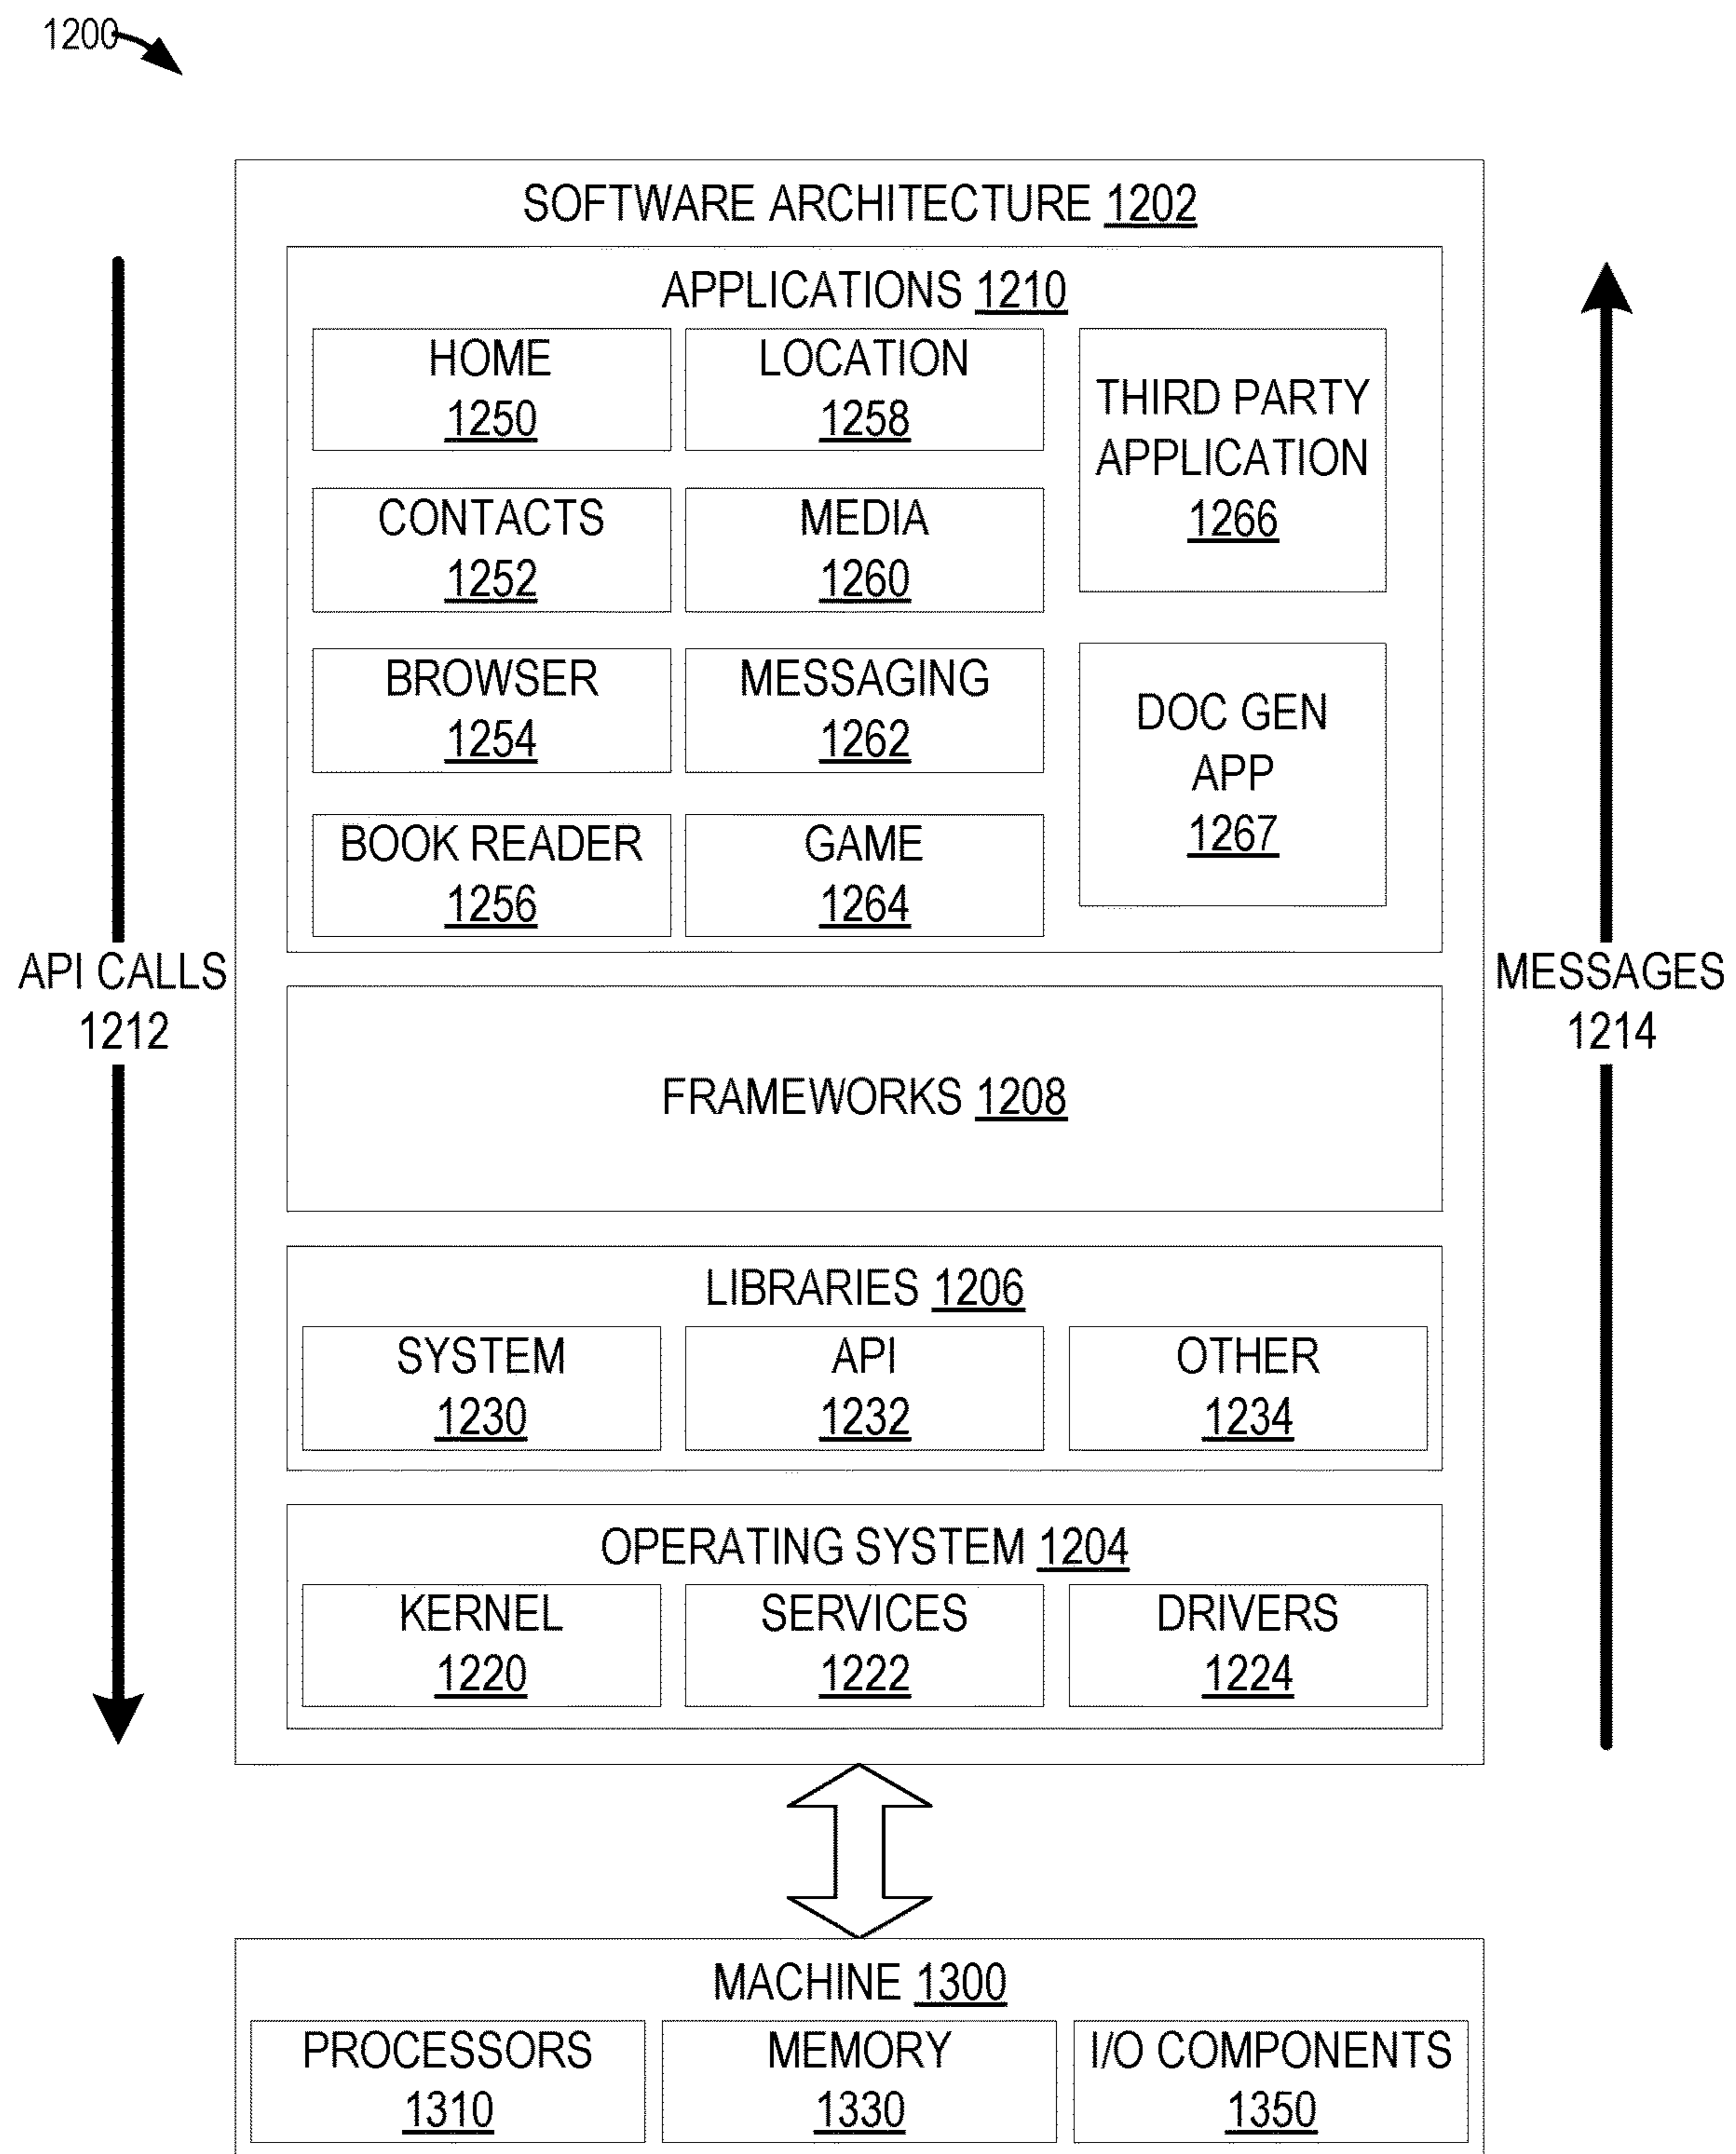 1200
SOFTWARE ARCHITECTURE 1202
APPLICATIONS 1210
HOME
1250
LOCATION
1258
THIRD PARTY
APPLICATION
1266
CONTACTS
1252
MEDIA
1260
BROWSER
1254
MESSAGING
1262
DOC GEN
APP
1267
BOOK READER
1256
GAME
1264
API CALLS
1212
MESSAGES
1214
FRAMEWORKS 1208
LIBRARIES 1206
SYSTEM
1230
API
1232
OTHER
1234
OPERATING SYSTEM 1204
KERNEL
1220
SERVICES
1222
DRIVERS
1224
MACHINE 1300
PROCESSORS
1310
MEMORY
1330
I/O COMPONENTS
1350